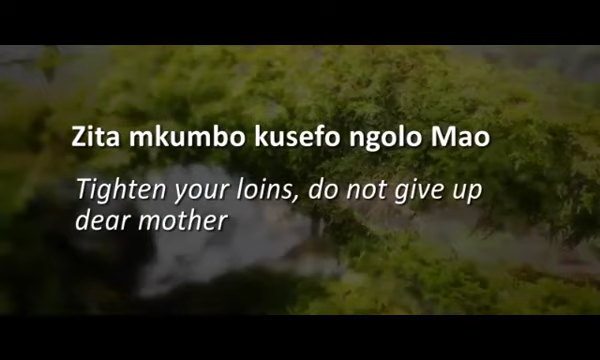 Zita mkumbo kusefo ngolo Mao
Tighten your loins, do not give up
dear mother